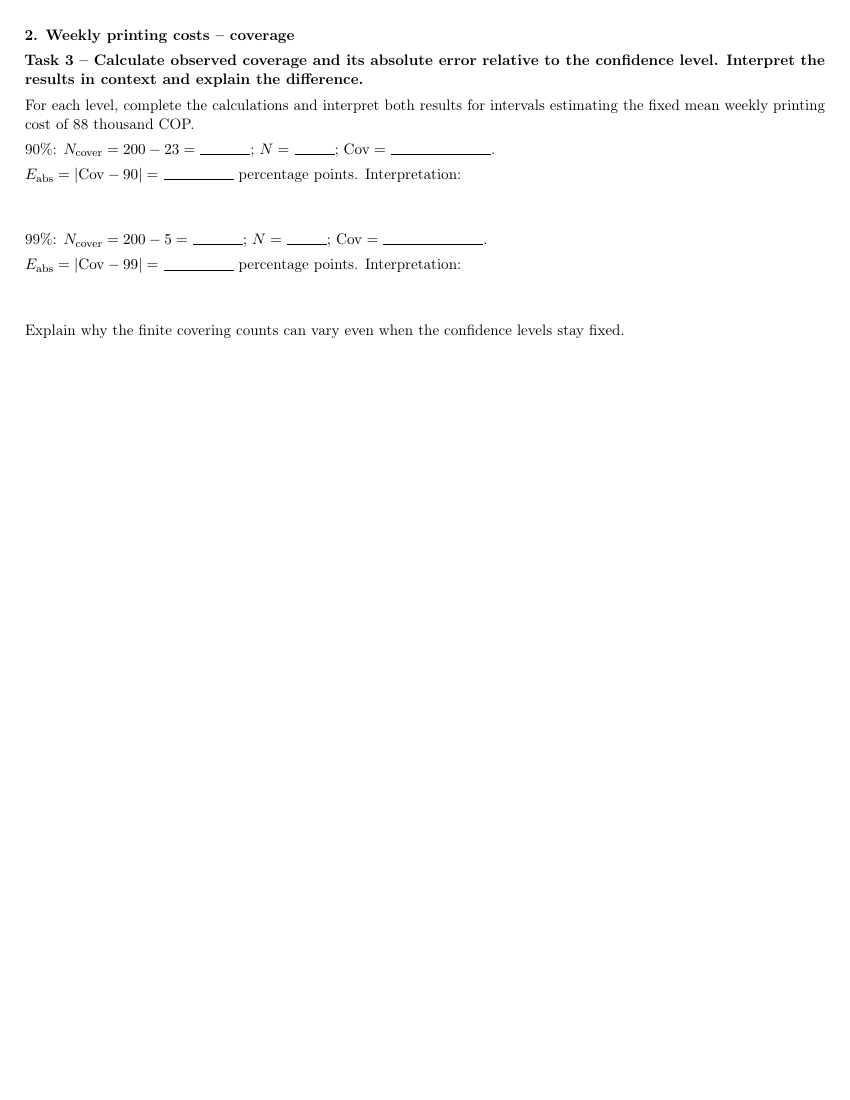 2. Weekly printing costs – coverage
Task 3 – Calculate observed coverage and its absolute error relative to the confidence level. Interpret the
results in context and explain the difference.
For each level, complete the calculations and interpret both results for intervals estimating the fixed mean weekly printing
cost of 88 thousand COP.
90%: N_cover = 200 − 23 = ______; N = _____; Cov = ____________.
E_abs = |Cov − 90| = ________ percentage points. Interpretation:
99%: N_cover = 200 − 5 = ______; N = _____; Cov = ____________.
E_abs = |Cov − 99| = ________ percentage points. Interpretation:
Explain why the finite covering counts can vary even when the confidence levels stay fixed.